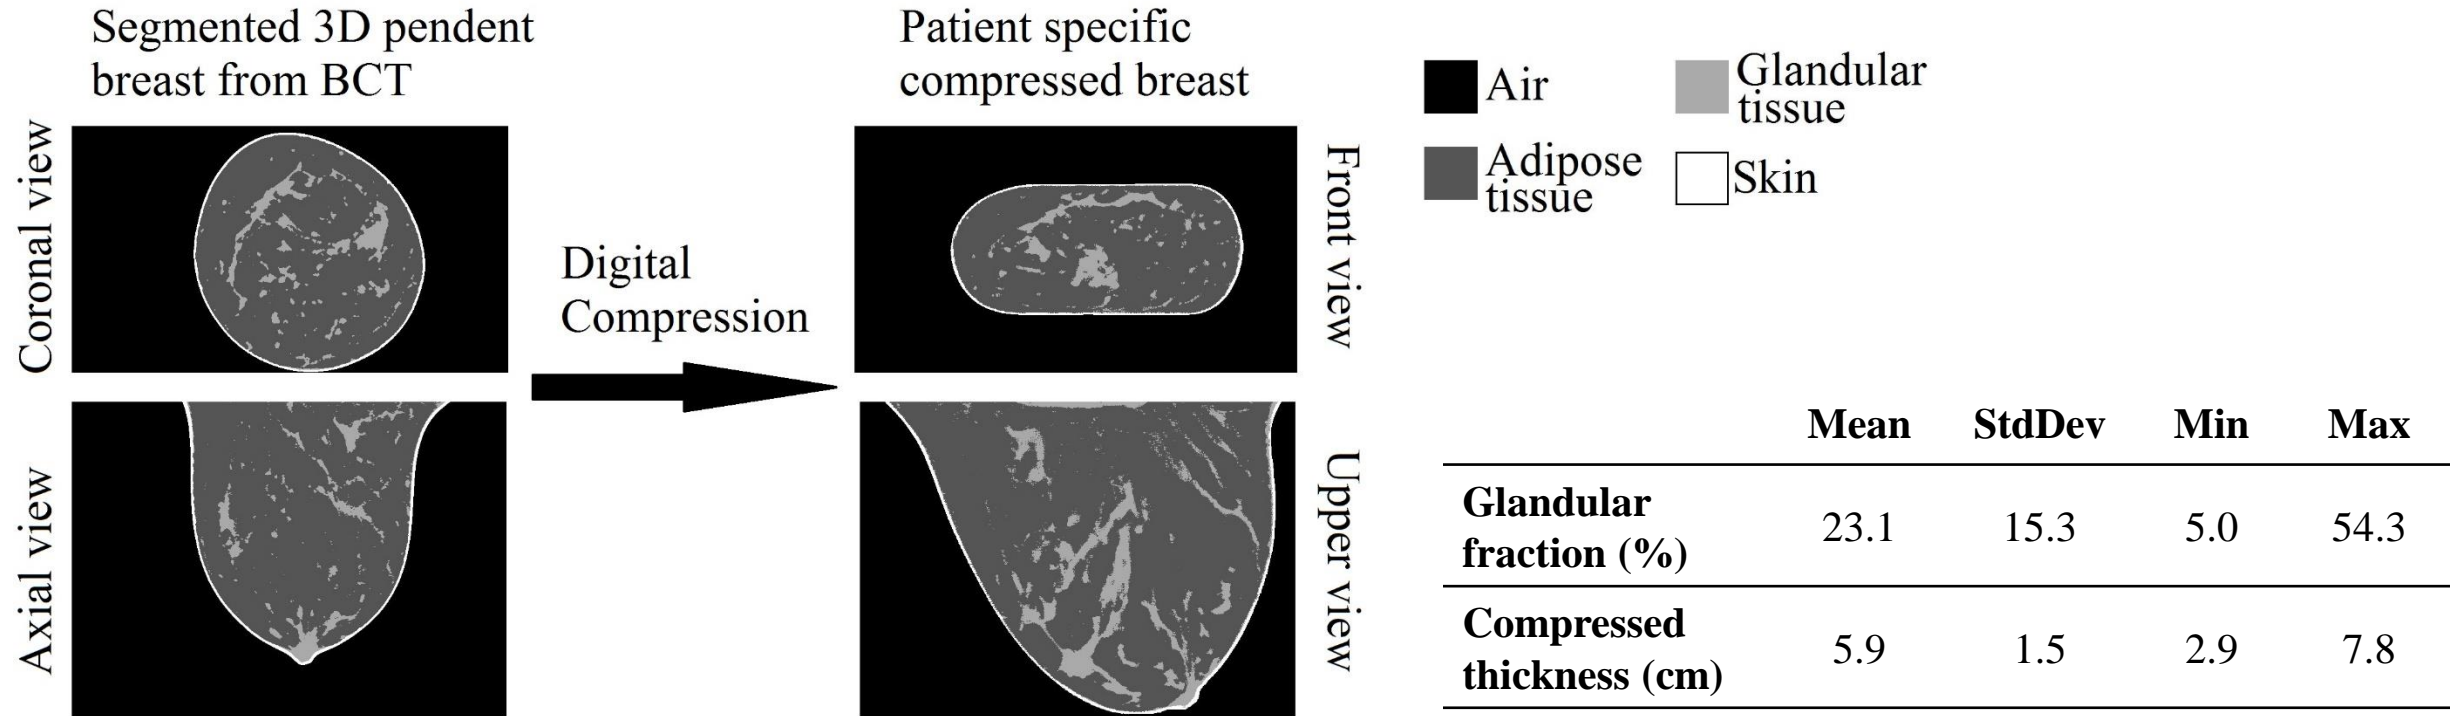 Segmented 3D pendent
breast from BCT
Patient specific
compressed breast
Coronal view
Axial view
Digital
Compression
Front view
Upper view
Air
Glandular
tissue
Adipose
tissue
Skin
Mean StdDev Min Max
Glandular
fraction (%) 23.1 15.3 5.0 54.3
Compressed
thickness (cm) 5.9 1.5 2.9 7.8